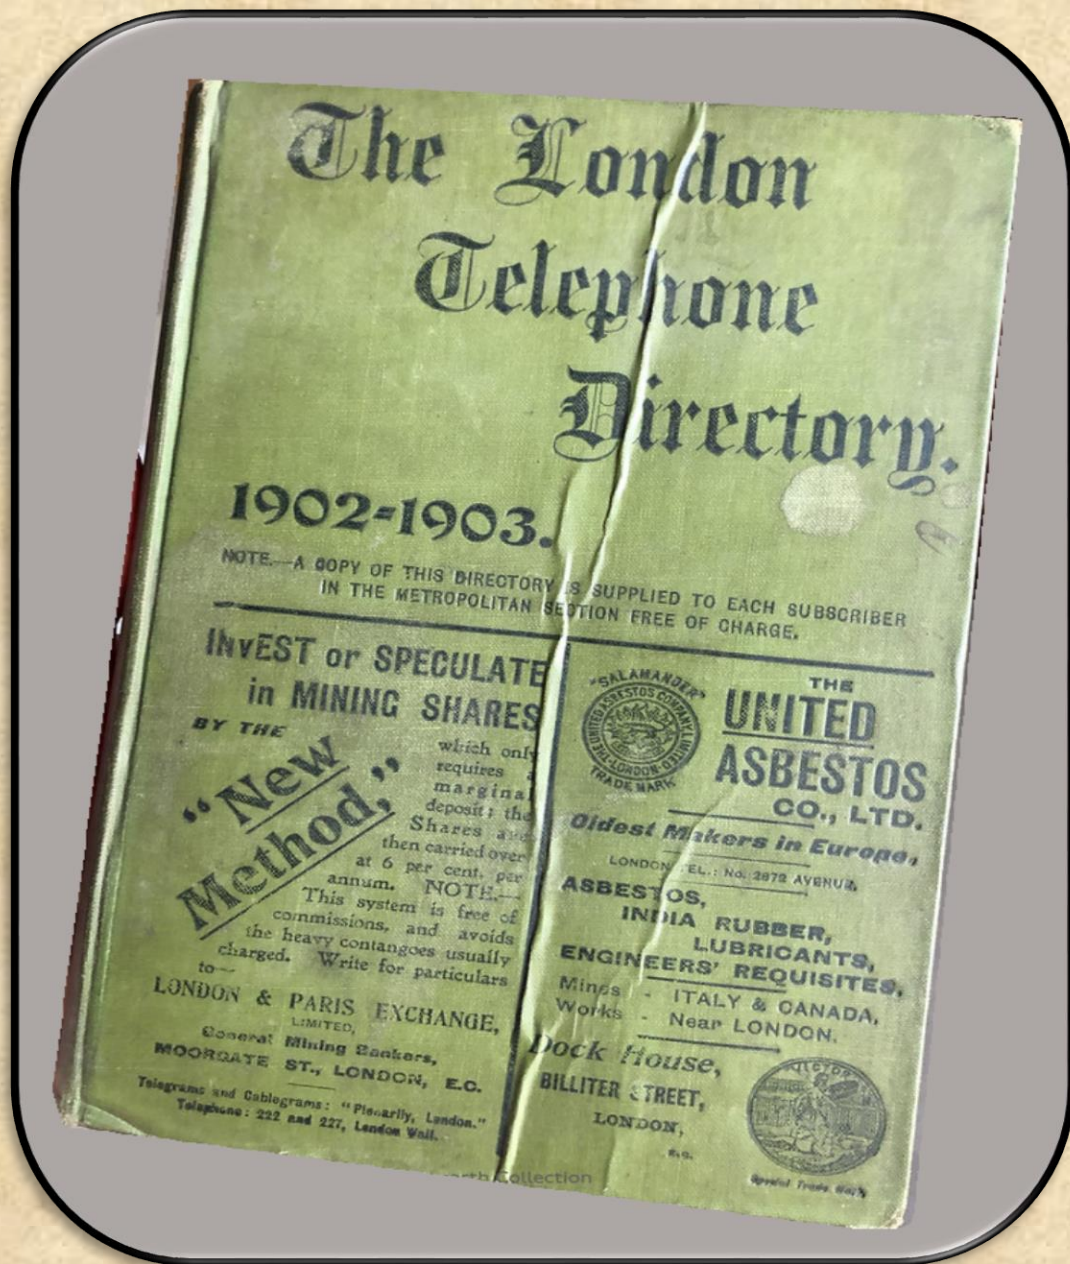 The London
Telephone
Directory.
1902-1903.
NOTE.—A COPY OF THIS DIRECTORY IS SUPPLIED TO EACH SUBSCRIBER
IN THE METROPOLITAN SECTION FREE OF CHARGE.
INvEST or SPECULATE
in MINING SHARES
BY THE
"New
Method,"
which only
requires a
marginal
deposit; the
Shares are
then carried over
at 6 per cent. per
annum. NOTE.—
This system is free of
commissions, and avoids
the heavy contangoes usually
charged. Write for particulars
to—
LONDON & PARIS EXCHANGE,
LIMITED,
General Mining Bankers,
MOORGATE ST., LONDON, E.C.
Telegrams and Cablegrams: "Plenarily, London."
Telephone: 222 and 227, London Wall.
"SALAMANDER"
THE UNITED ASBESTOS COMPANY LIMITED
LONDON
TRADE MARK
THE
UNITED
ASBESTOS
CO., LTD.
Oldest Makers in Europe,
LONDON TEL.: No. 2872 AVENUE,
ASBESTOS,
INDIA RUBBER,
LUBRICANTS,
ENGINEERS' REQUISITES,
Mines - ITALY & CANADA,
Works - Near LONDON.
Dock House,
BILLITER STREET,
LONDON,
E.C.
VICTOR
Special Trade Mark
Collection